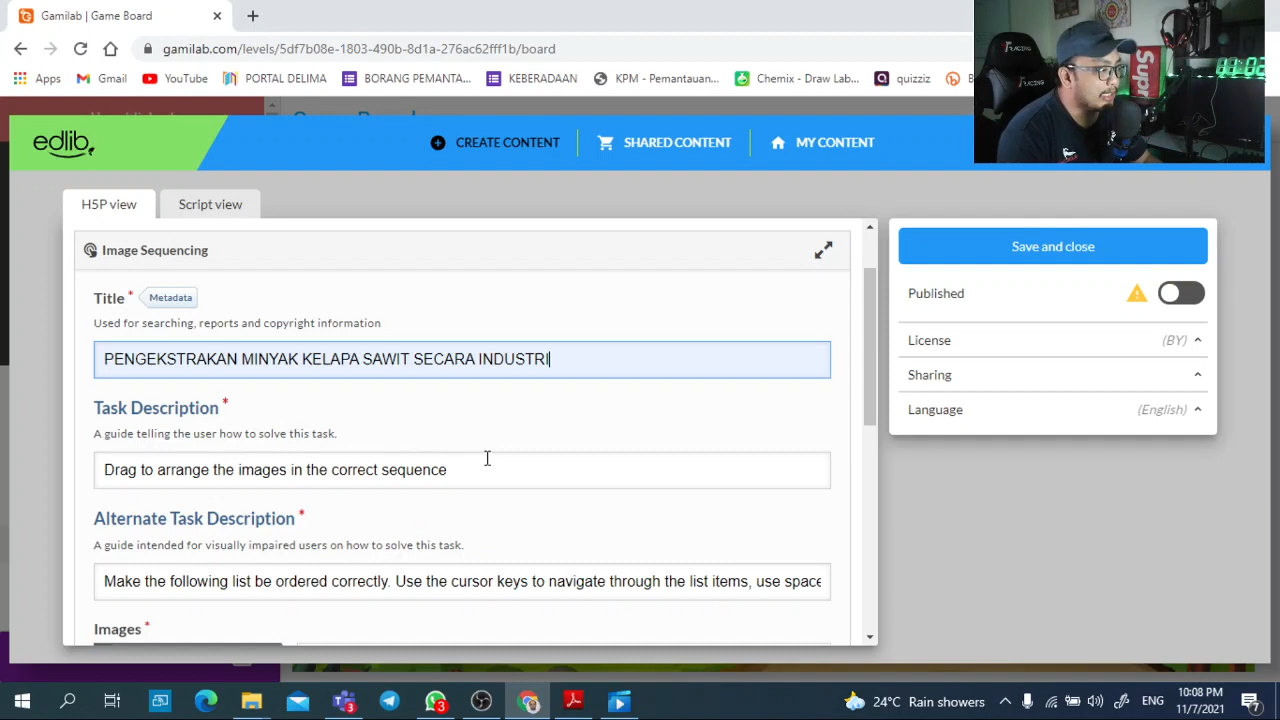 Gamilab | Game Board
gamilab.com/levels/5df7b08e-1803-490b-8d1a-276ac62fff1b/board
Apps Gmail YouTube PORTAL DELIMA BORANG PEMANTA... KEBERADAAN KPM - Pemantauan... Chemix - Draw Lab... quizziz
edlib
CREATE CONTENT SHARED CONTENT MY CONTENT
H5P view Script view
Image Sequencing
Save and close
Title * Metadata
Published
Used for searching, reports and copyright information
PENGEKSTRAKAN MINYAK KELAPA SAWIT SECARA INDUSTRI
License (BY)
Sharing
Task Description *
Language (English)
A guide telling the user how to solve this task.
Drag to arrange the images in the correct sequence
Alternate Task Description *
A guide intended for visually impaired users on how to solve this task.
Make the following list be ordered correctly. Use the cursor keys to navigate through the list items, use space
Images *
24°C Rain showers ENG 10:08 PM
11/7/2021